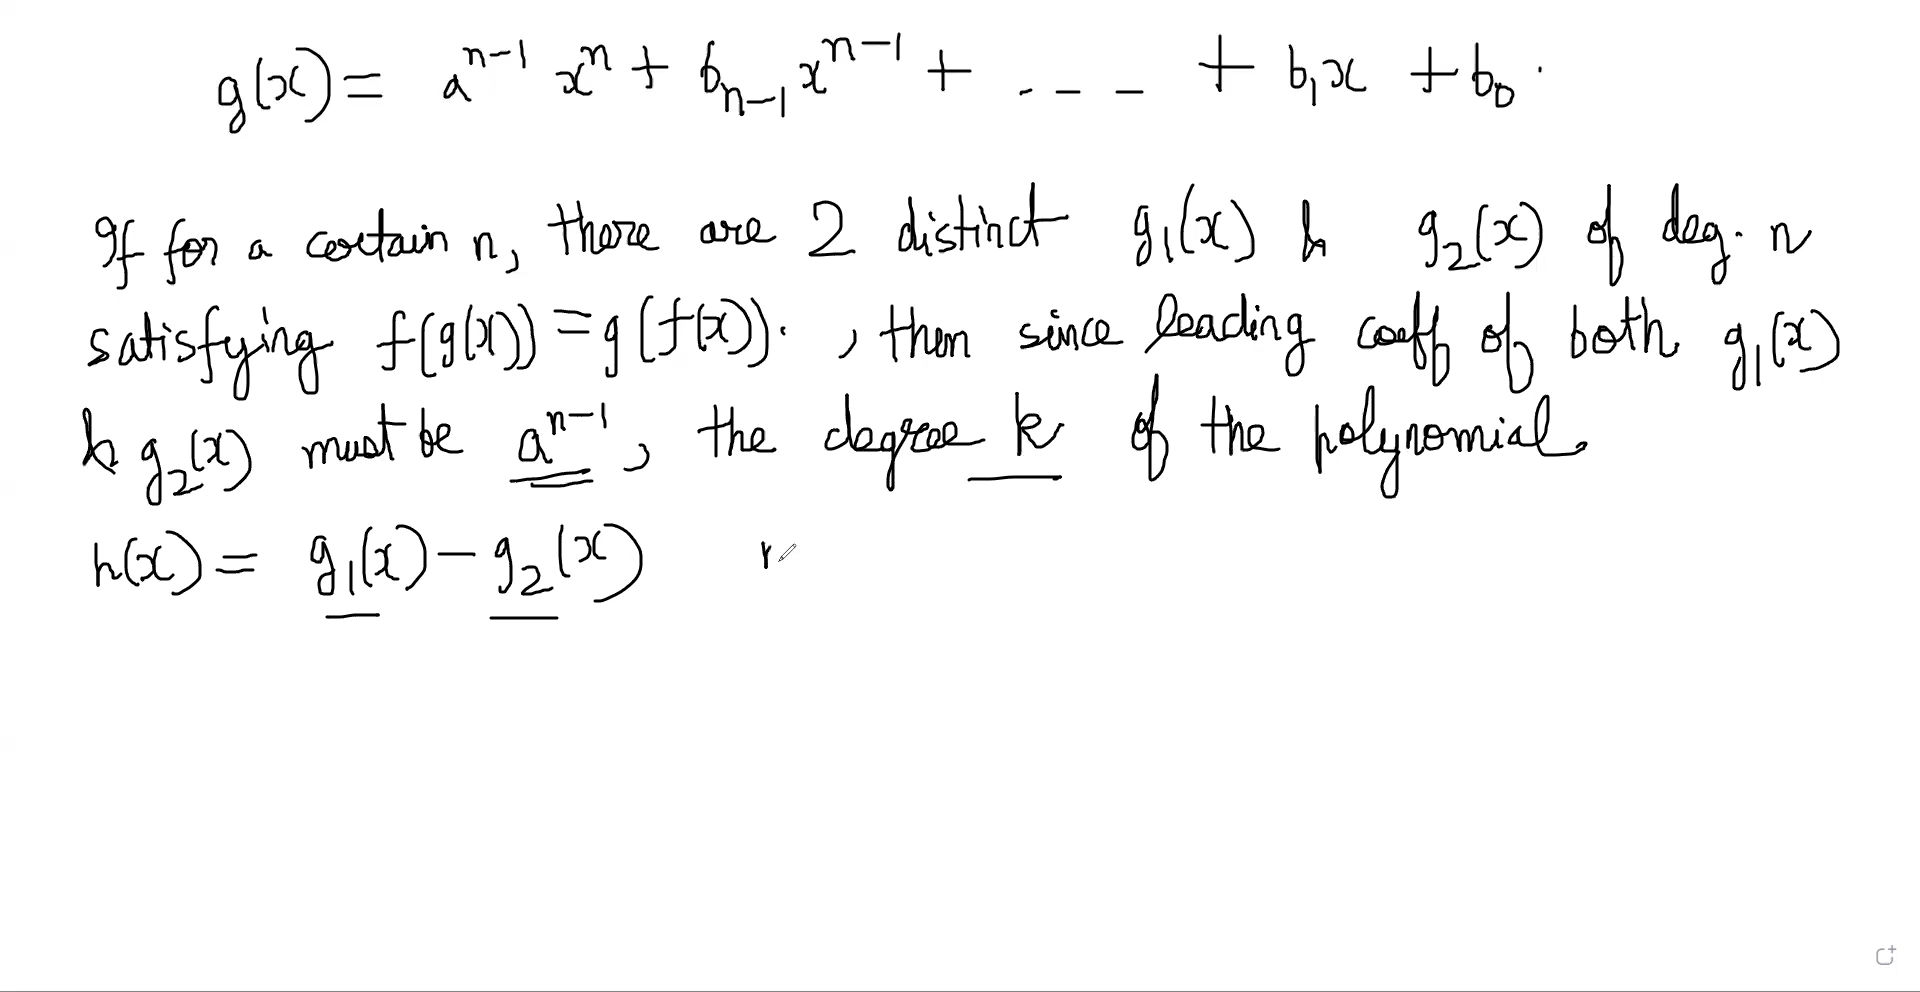 g(x) = a^{n-1} x^n + b_{n-1} x^{n-1} + . - - - + b_1 x + b_0 .
If for a certain n, there are 2 distinct g_1(x) & g_2(x) of deg. n
satisfying f(g(x)) = g(f(x)). , then since leading coeff of both g_1(x)
& g_2(x) must be a^{n-1}, the degree k of the polynomial
h(x) = g_1(x) - g_2(x)